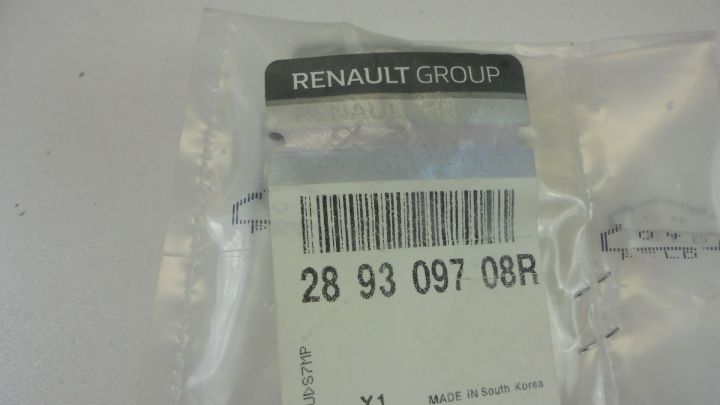 RENAULT GROUP
28 93 097 08R
X1
MADE iN South Korea